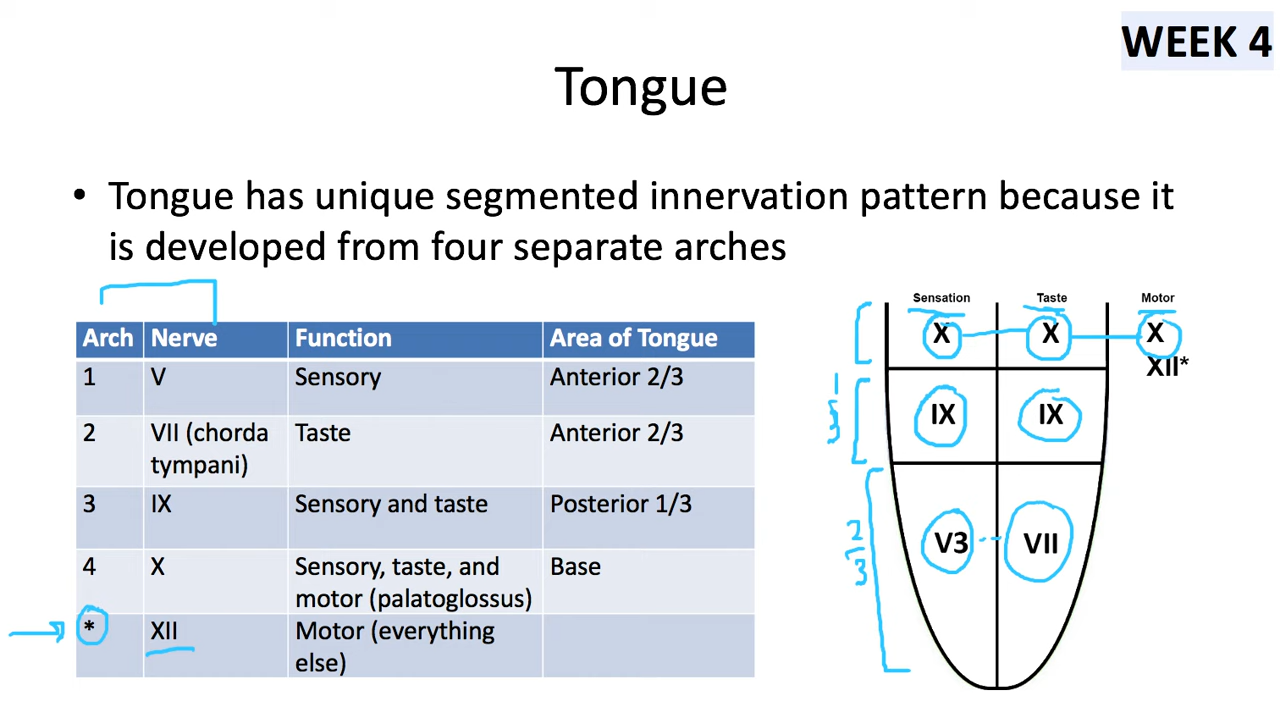 WEEK 4
Tongue
• Tongue has unique segmented innervation pattern because it
is developed from four separate arches
Arch Nerve Function Area of Tongue
1 V Sensory Anterior 2/3
2 VII (chorda tympani) Taste Anterior 2/3
3 IX Sensory and taste Posterior 1/3
4 X Sensory, taste, and motor (palatoglossus) Base
* XII Motor (everything else)
Sensation Taste Motor
X X X
XII*
1/3 IX IX
2/3 V3 VII